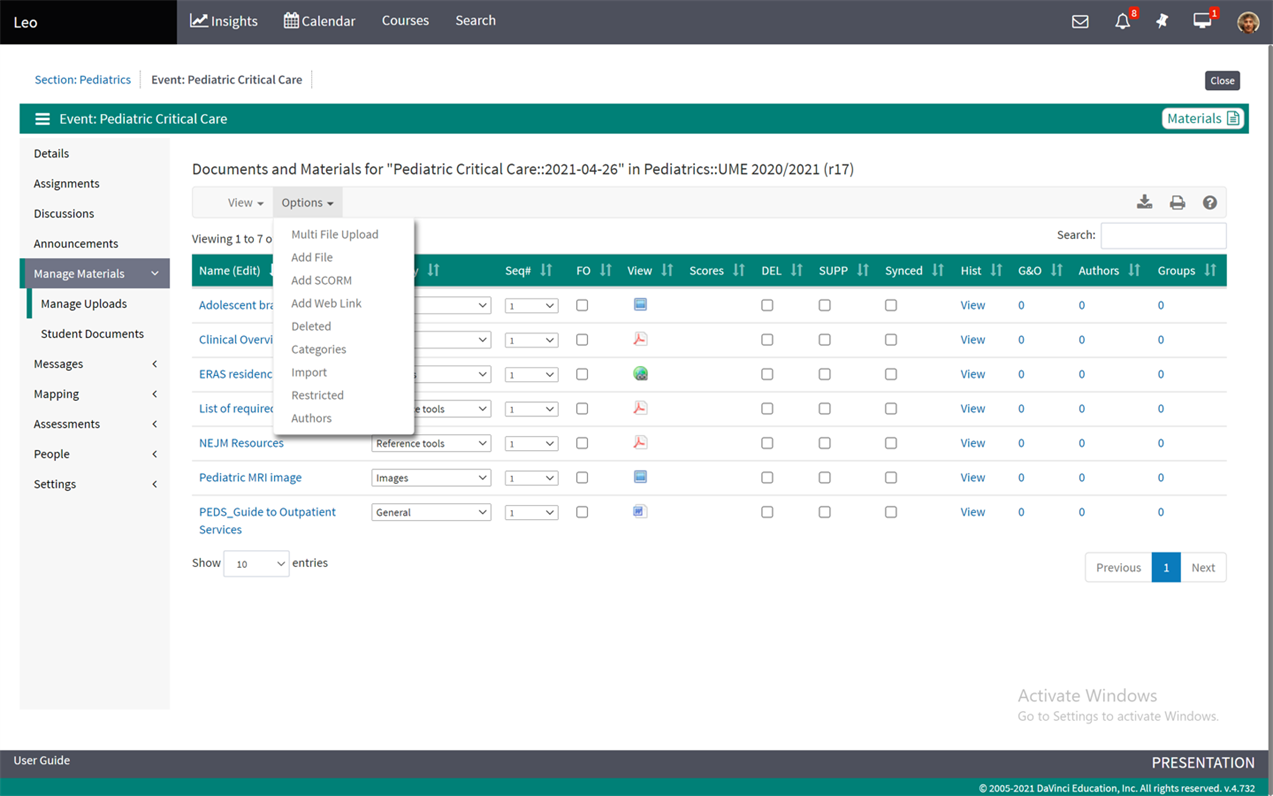 Leo Insights Calendar Courses Search 8 1
Section: Pediatrics Event: Pediatric Critical Care Close
Event: Pediatric Critical Care Materials
Details
Assignments
Discussions
Announcements
Manage Materials
Manage Uploads
Student Documents
Messages
Mapping
Assessments
People
Settings
Documents and Materials for "Pediatric Critical Care::2021-04-26" in Pediatrics::UME 2020/2021 (r17)
View Options
Multi File Upload
Add File
Add SCORM
Add Web Link
Deleted
Categories
Import
Restricted
Authors
Viewing 1 to 7 o Search:
Name (Edit) y Seq# FO View Scores DEL SUPP Synced Hist G&O Authors Groups
Adolescent bra 1 View 0 0 0
Clinical Overvi 1 View 0 0 0
ERAS residenc s 1 View 0 0 0
List of required ce tools 1 View 0 0 0
NEJM Resources Reference tools 1 View 0 0 0
Pediatric MRI image Images 1 View 0 0 0
PEDS_Guide to Outpatient General 1 View 0 0 0
Services
Show 10 entries Previous 1 Next
Activate Windows
Go to Settings to activate Windows.
User Guide PRESENTATION
© 2005-2021 DaVinci Education, Inc. All rights reserved. v.4.732